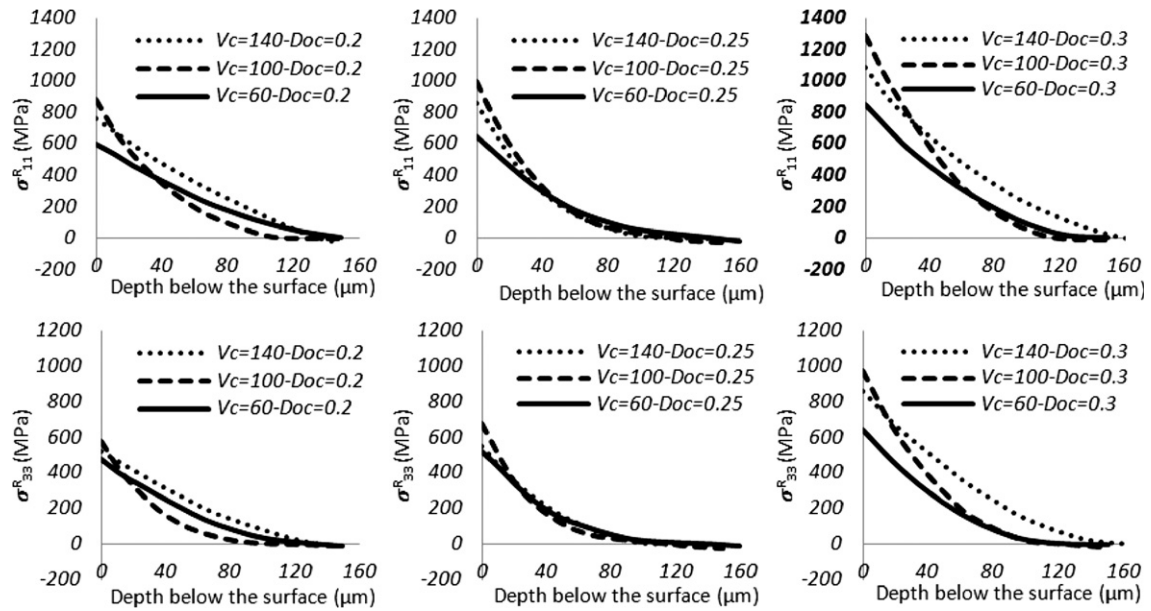 1400
1200
1000
800
600
400
200
0
-200
σᴿ₁₁ (MPa)
Vc=140-Doc=0.2
Vc=100-Doc=0.2
Vc=60-Doc=0.2
0 40 80 120 160
Depth below the surface (µm)
1400
1200
1000
800
600
400
200
0
-200
σᴿ₁₁ (MPa)
Vc=140-Doc=0.25
Vc=100-Doc=0.25
Vc=60-Doc=0.25
0 40 80 120 160
Depth below the surface (µm)
1400
1200
1000
800
600
400
200
0
-200
σᴿ₁₁ (MPa)
Vc=140-Doc=0.3
Vc=100-Doc=0.3
Vc=60-Doc=0.3
0 40 80 120 160
Depth below the surface (µm)
1200
1000
800
600
400
200
0
-200
σᴿ₃₃ (MPa)
Vc=140-Doc=0.2
Vc=100-Doc=0.2
Vc=60-Doc=0.2
0 40 80 120 160
Depth below the surface (µm)
1200
1000
800
600
400
200
0
-200
σᴿ₃₃ (MPa)
Vc=140-Doc=0.25
Vc=100-Doc=0.25
Vc=60-Doc=0.25
0 40 80 120 160
Depth below the surface (µm)
1200
1000
800
600
400
200
0
-200
σᴿ₃₃ (MPa)
Vc=140-Doc=0.3
Vc=100-Doc=0.3
Vc=60-Doc=0.3
0 40 80 120 160
Depth below the surface (µm)